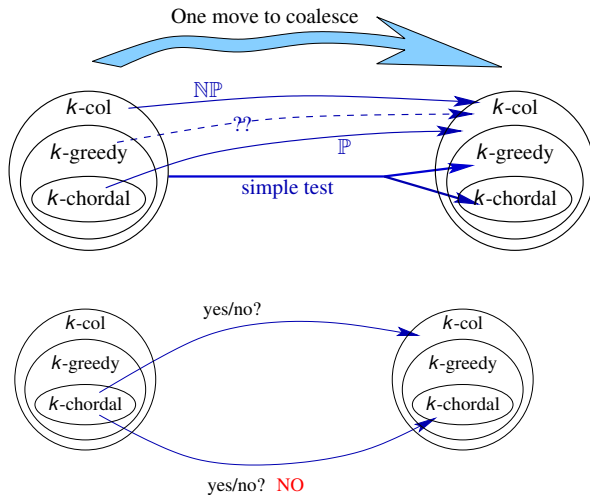 One move to coalesce
ℕℙ
k-col k-col
??
k-greedy ℙ k-greedy
k-chordal simple test k-chordal
yes/no?
k-col k-col
k-greedy k-greedy
k-chordal k-chordal
yes/no? NO